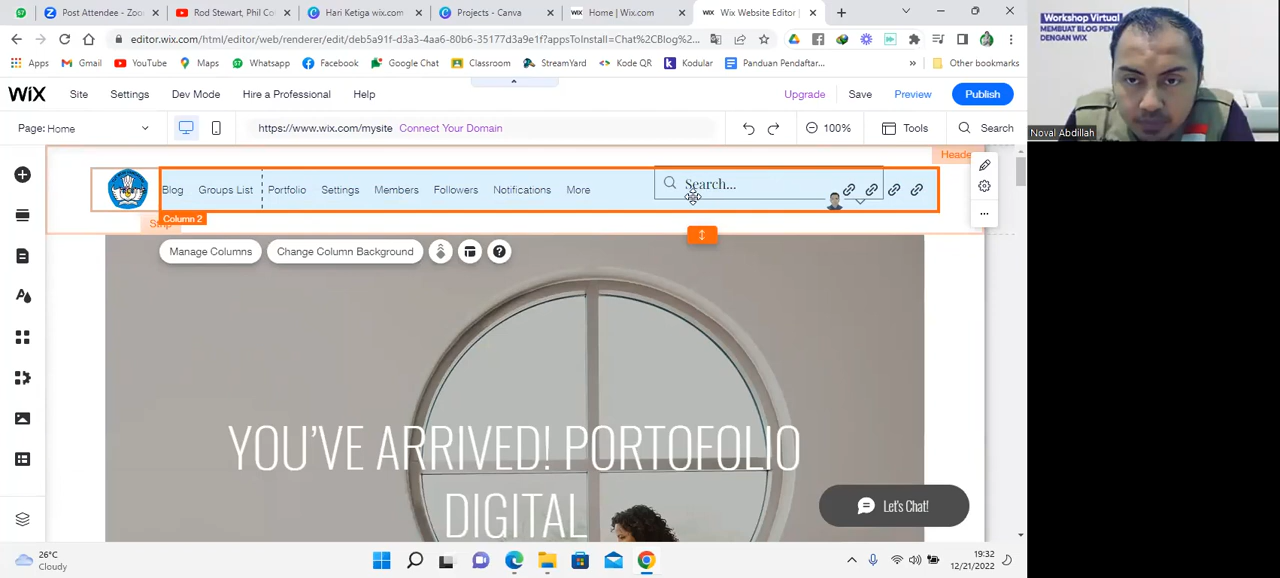 Post Attendee - Zoo
Rod Stewart, Phil Co
Hari Ketiga wix.com
Projects - Canva
Home | Wix.com
Wix Website Editor |
editor.wix.com/html/editor/web/renderer/edit
-4aa6-80b6-35177d3a9e1f?appsToInstall=Chat%2CBlog%2...
Apps
Gmail
YouTube
Maps
Whatsapp
Facebook
Google Chat
Classroom
StreamYard
Kode QR
Kodular
Panduan Pendaftar...
»
Other bookmarks
WiX
Site
Settings
Dev Mode
Hire a Professional
Help
Upgrade
Save
Preview
Publish
Page: Home
https://www.wix.com/mysite Connect Your Domain
100%
Tools
Search
Heade
Blog
Groups List
Portfolio
Settings
Members
Followers
Notifications
More
Search...
Column 2
Strip
Manage Columns
Change Column Background
?
YOU'VE ARRIVED! PORTOFOLIO
DIGITAL
Let's Chat!
26°C
Cloudy
19:32
12/21/2022
Workshop Virtual
MEMBUAT BLOG PEM
DENGAN WIX
Noval Abdillah